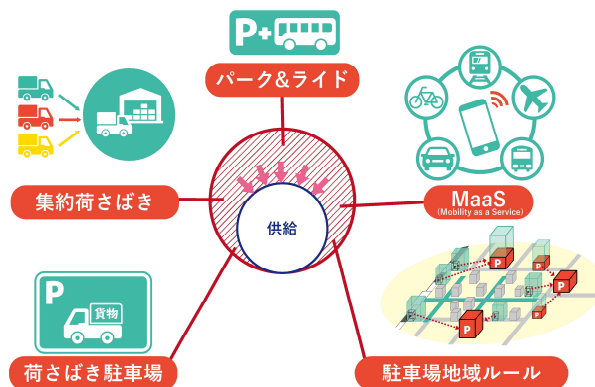 P+
パーク&ライド
集約荷さばき
MaaS
(Mobility as a Service)
供給
P
貨物
荷さばき駐車場
P
P
P
P
P
駐車場地域ルール